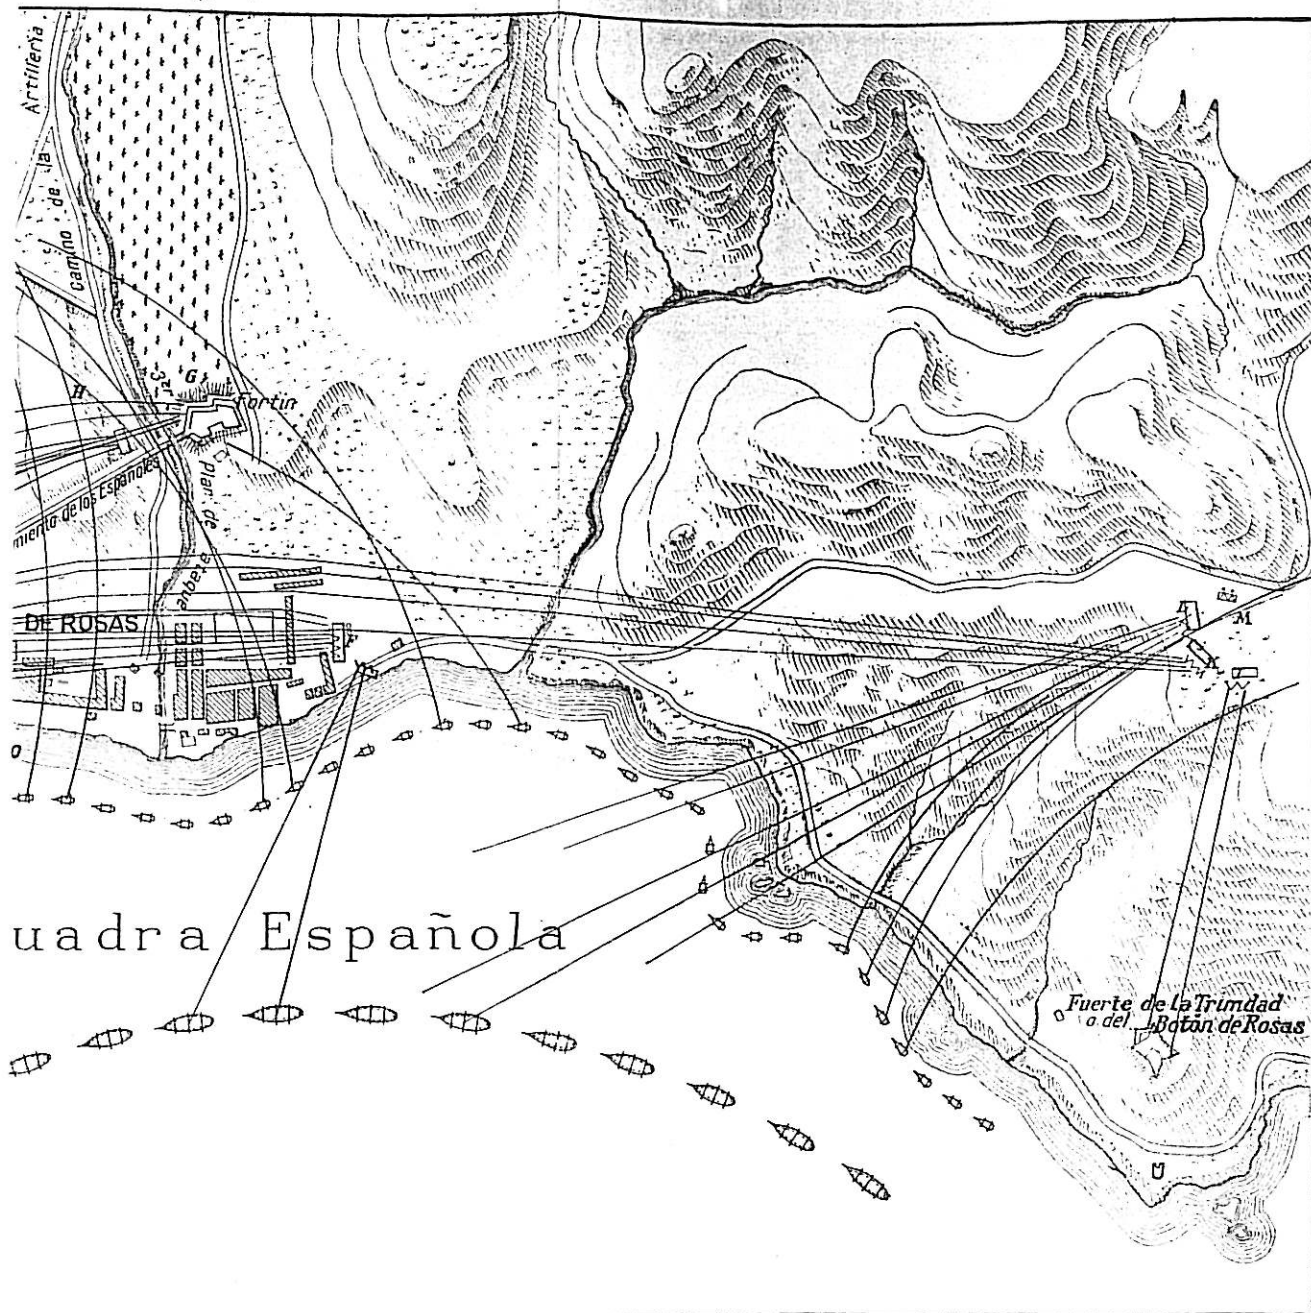 Camino de la Artilleria
H
G
Fortin
miento de los Españoles
Plan de
DE ROSAS
M
uadra Española
Fuerte de la Trimdad
o del Botón de Rosas
o